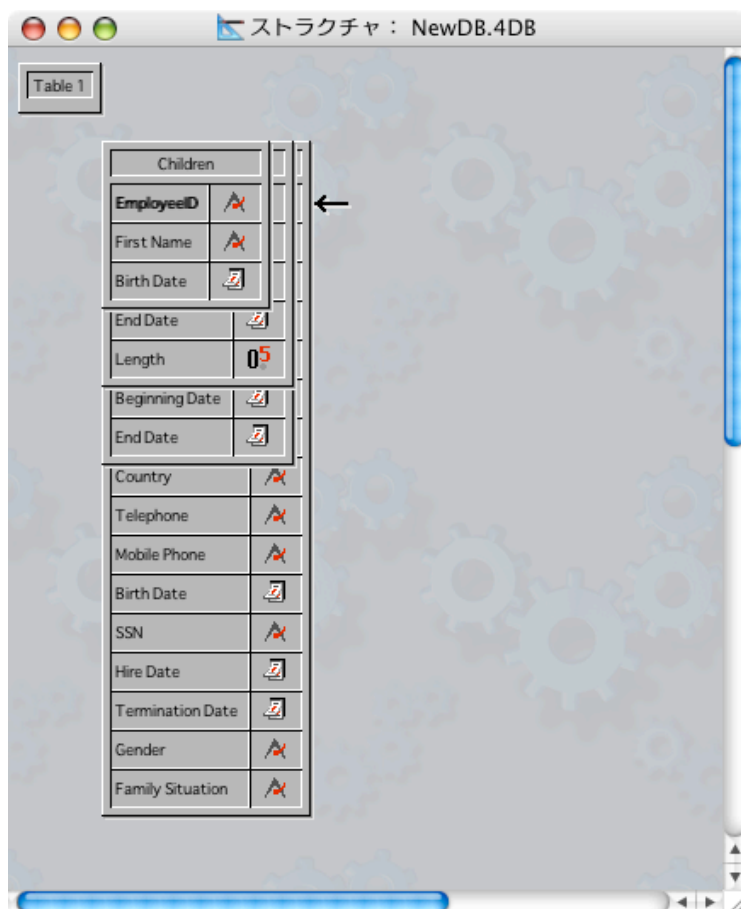 ストラクチャ： NewDB.4DB
Table 1
Children
EmployeeID
First Name
Birth Date
End Date
Length
05
Beginning Date
End Date
Country
Telephone
Mobile Phone
Birth Date
SSN
Hire Date
Termination Date
Gender
Family Situation